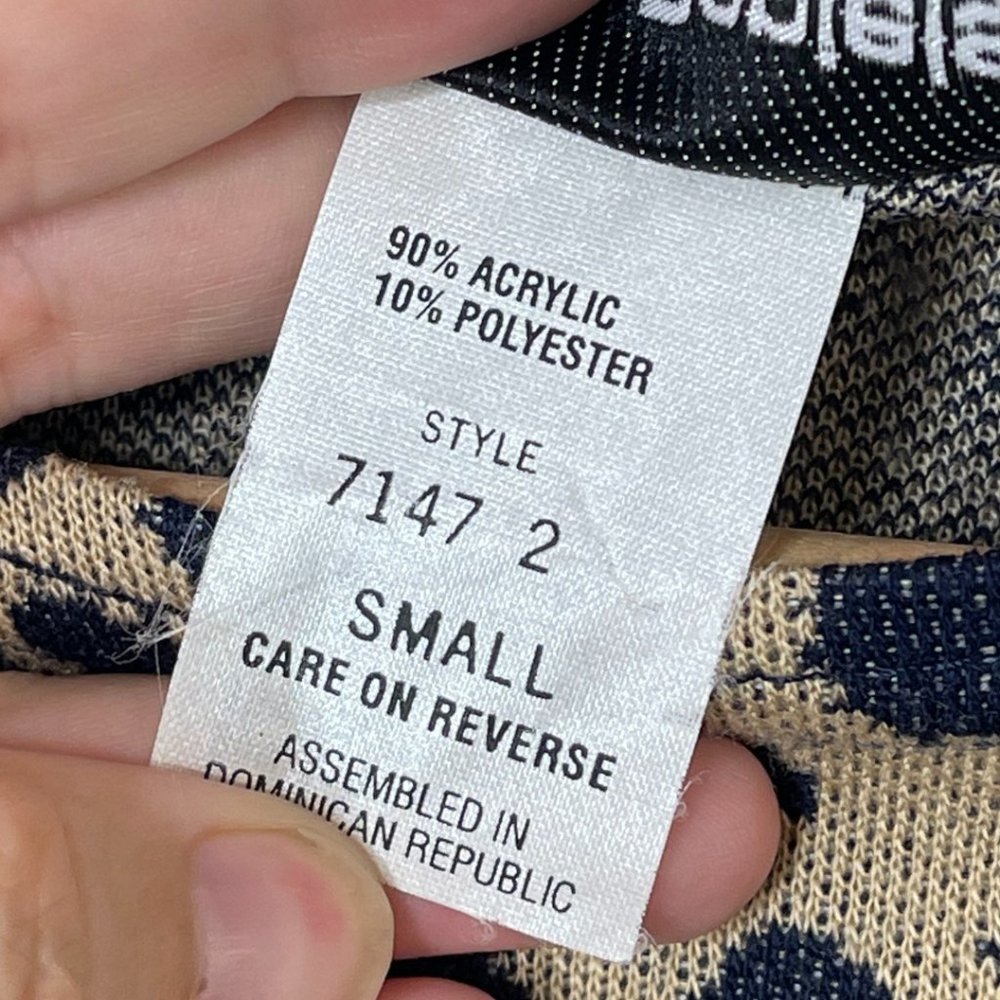 90% ACRYLIC
10% POLYESTER
STYLE
7147 2
SMALL
CARE ON REVERSE
ASSEMBLED IN
DOMINICAN REPUBLIC